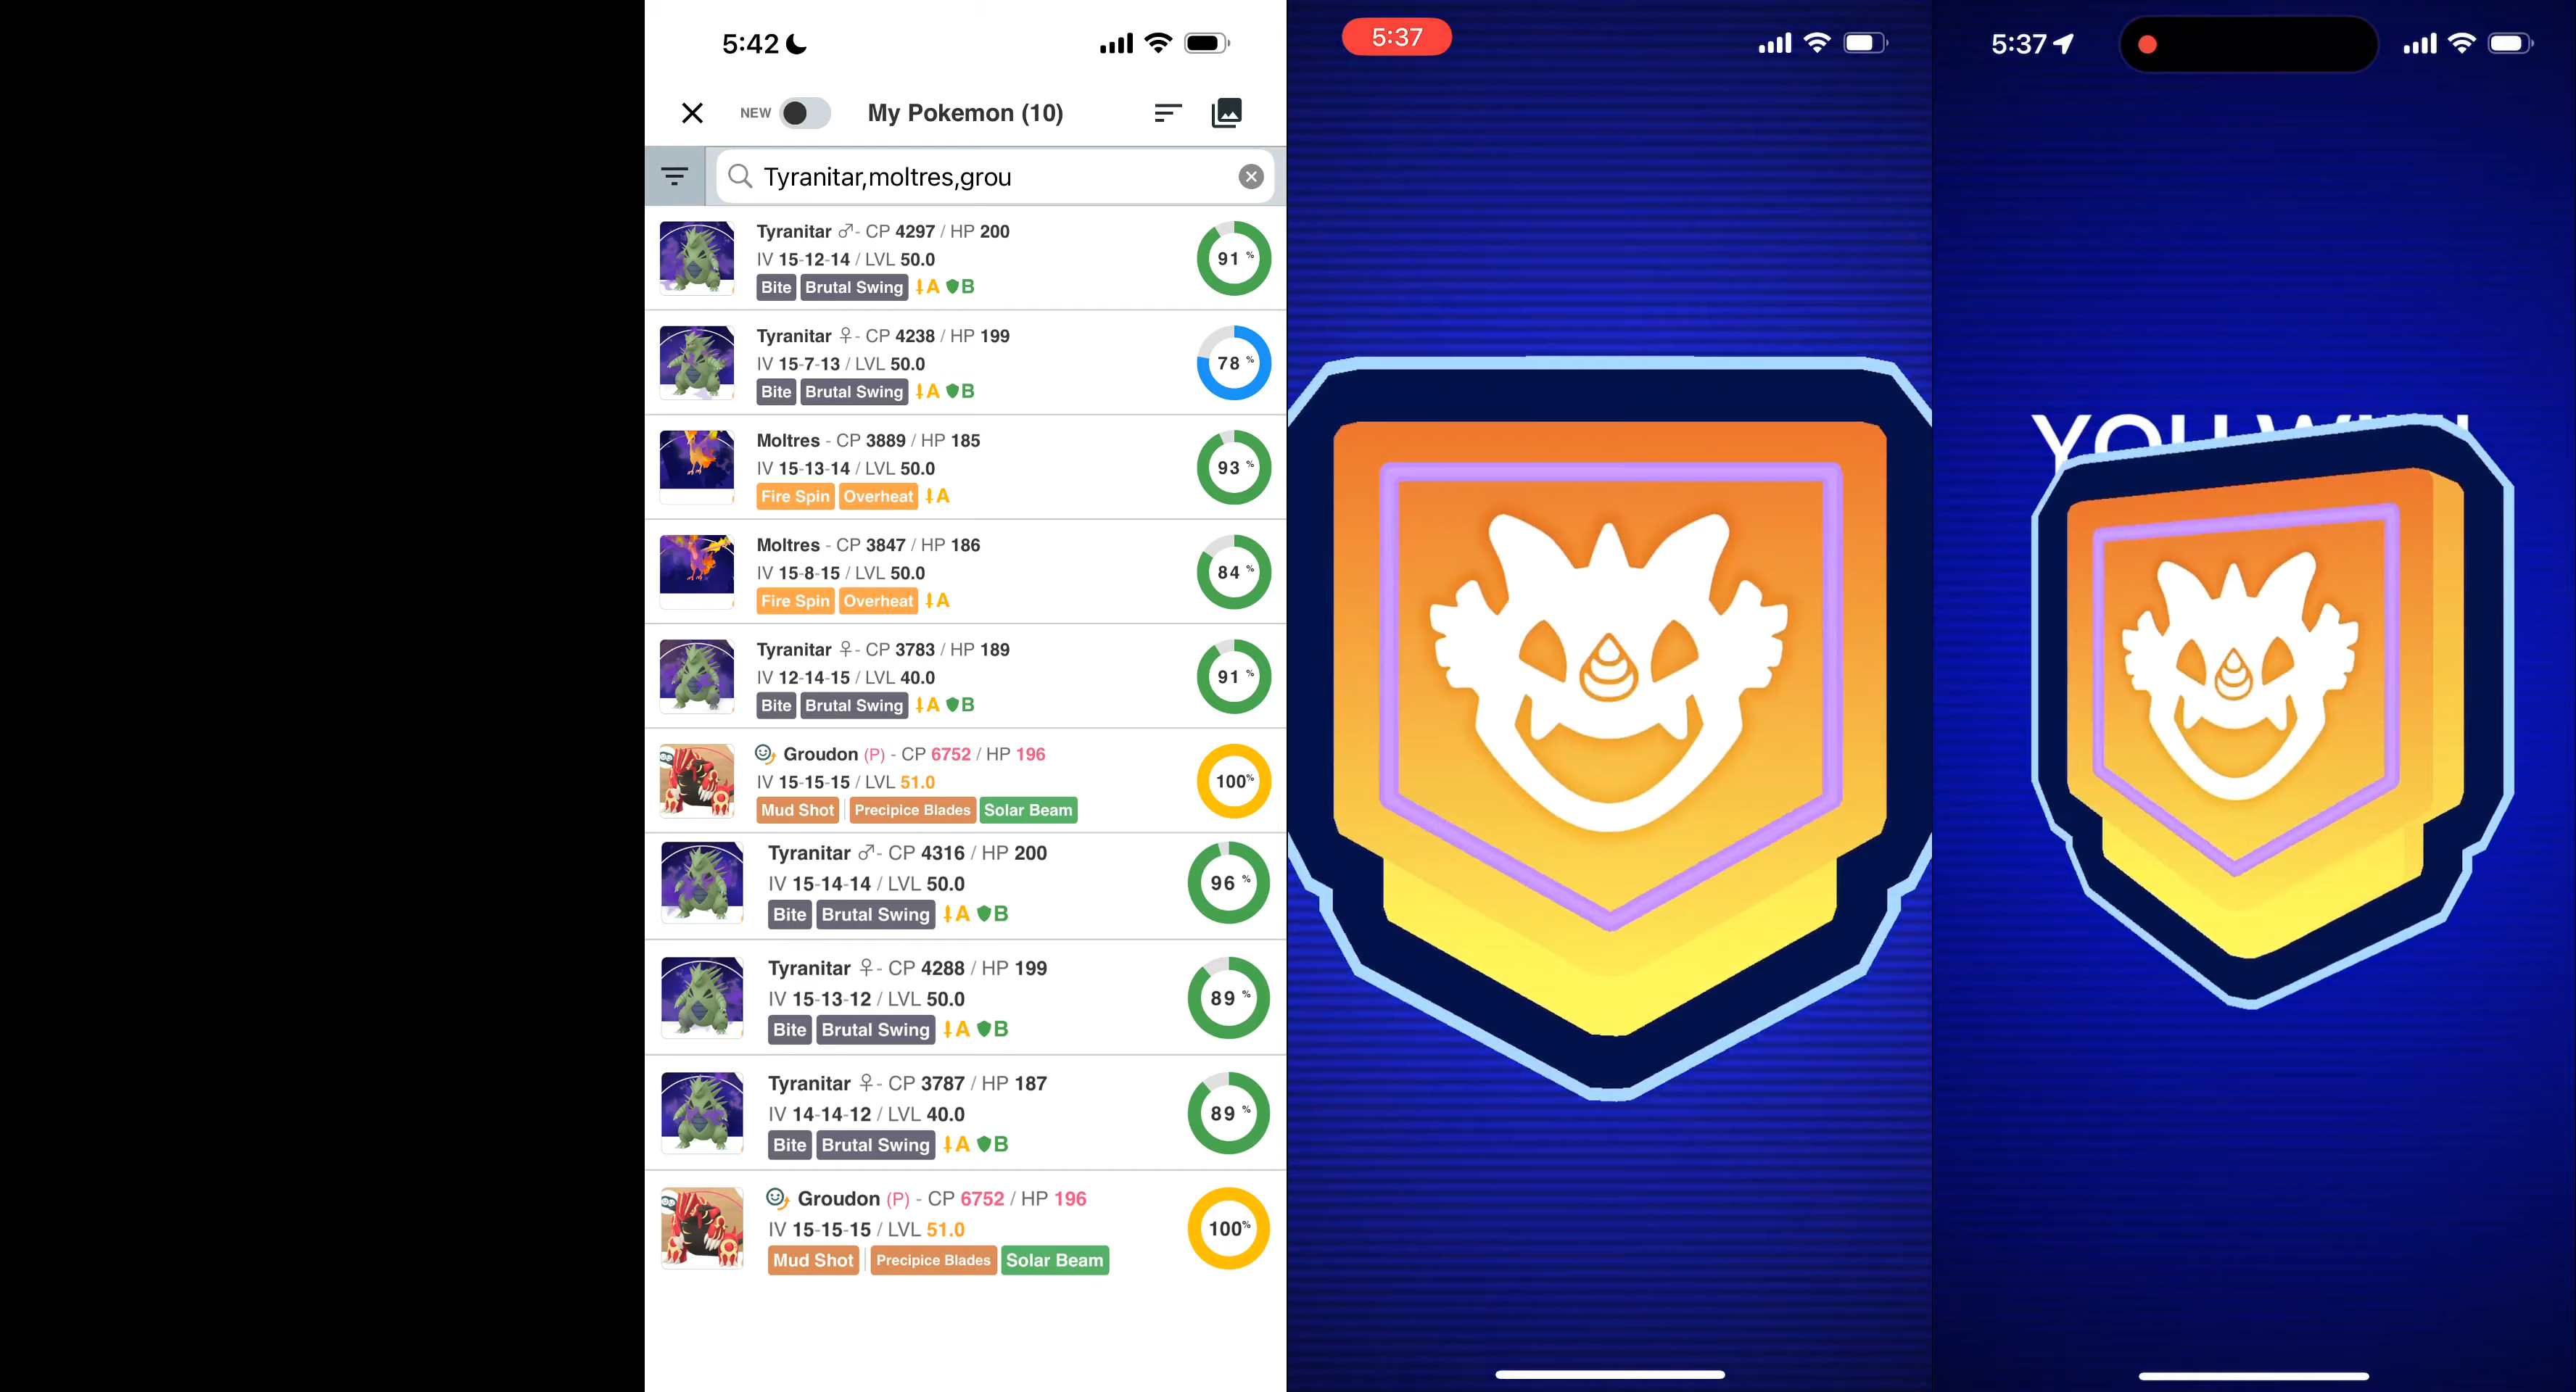 5:42
NEW My Pokemon (10)
Tyranitar,moltres,grou
Tyranitar ♂- CP 4297 / HP 200
IV 15-12-14 / LVL 50.0
Bite Brutal Swing A B
91 %
Tyranitar ♀- CP 4238 / HP 199
IV 15-7-13 / LVL 50.0
Bite Brutal Swing A B
78 %
Moltres - CP 3889 / HP 185
IV 15-13-14 / LVL 50.0
Fire Spin Overheat A
93 %
Moltres - CP 3847 / HP 186
IV 15-8-15 / LVL 50.0
Fire Spin Overheat A
84 %
Tyranitar ♀- CP 3783 / HP 189
IV 12-14-15 / LVL 40.0
Bite Brutal Swing A B
91 %
Groudon (P) - CP 6752 / HP 196
IV 15-15-15 / LVL 51.0
Mud Shot Precipice Blades Solar Beam
100%
Tyranitar ♂- CP 4316 / HP 200
IV 15-14-14 / LVL 50.0
Bite Brutal Swing A B
96 %
Tyranitar ♀- CP 4288 / HP 199
IV 15-13-12 / LVL 50.0
Bite Brutal Swing A B
89 %
Tyranitar ♀- CP 3787 / HP 187
IV 14-14-12 / LVL 40.0
Bite Brutal Swing A B
89 %
Groudon (P) - CP 6752 / HP 196
IV 15-15-15 / LVL 51.0
Mud Shot Precipice Blades Solar Beam
100%
5:37
5:37
YOU WIN!